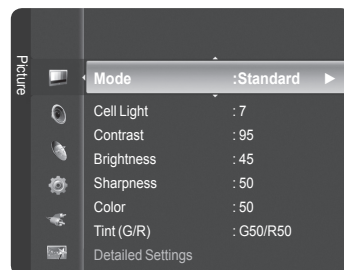 Picture
Mode :Standard ►
Cell Light : 7
Contrast : 95
Brightness : 45
Sharpness : 50
Color : 50
Tint (G/R) : G50/R50
Detailed Settings